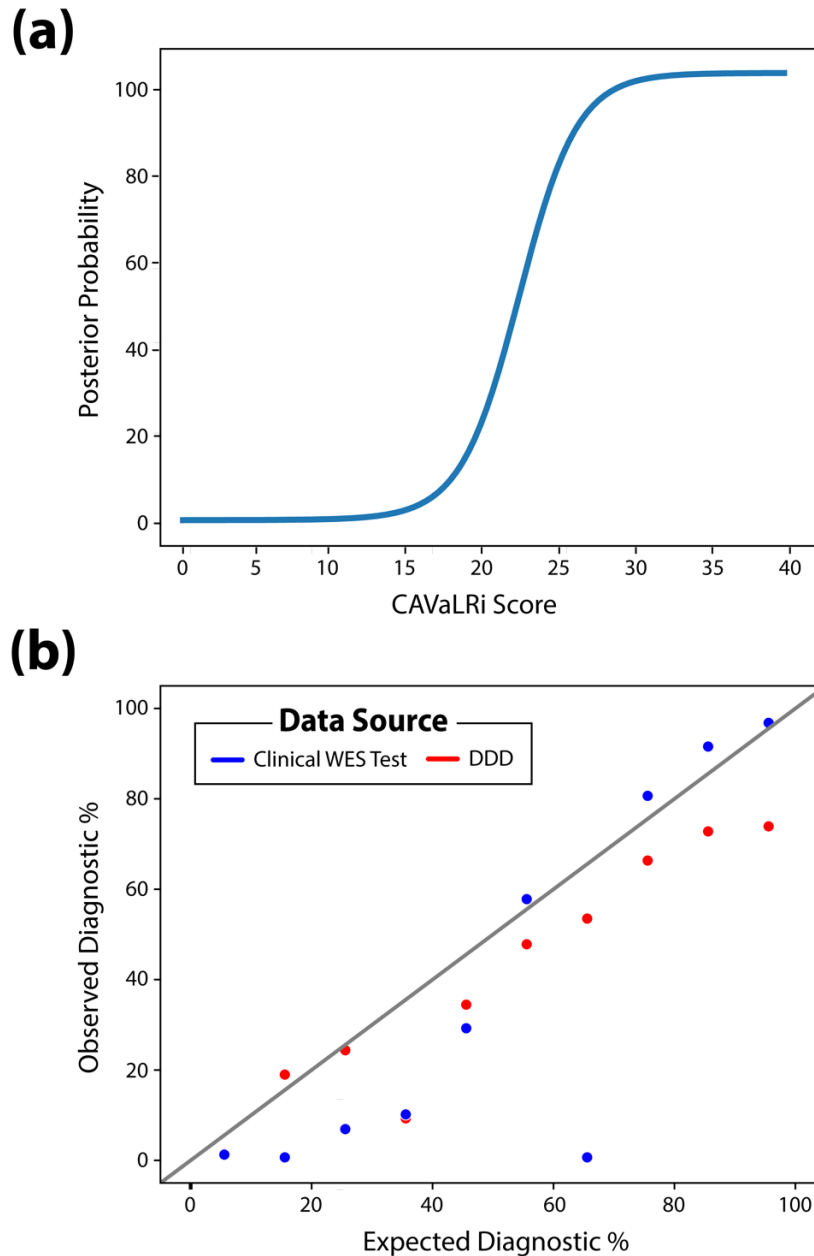 (a)
100
80
60
40
20
0
Posterior Probability
0 5 10 15 20 25 30 35 40
CAVaLRi Score
(b)
100
80
60
40
20
0
Observed Diagnostic %
Data Source
Clinical WES Test DDD
0 20 40 60 80 100
Expected Diagnostic %